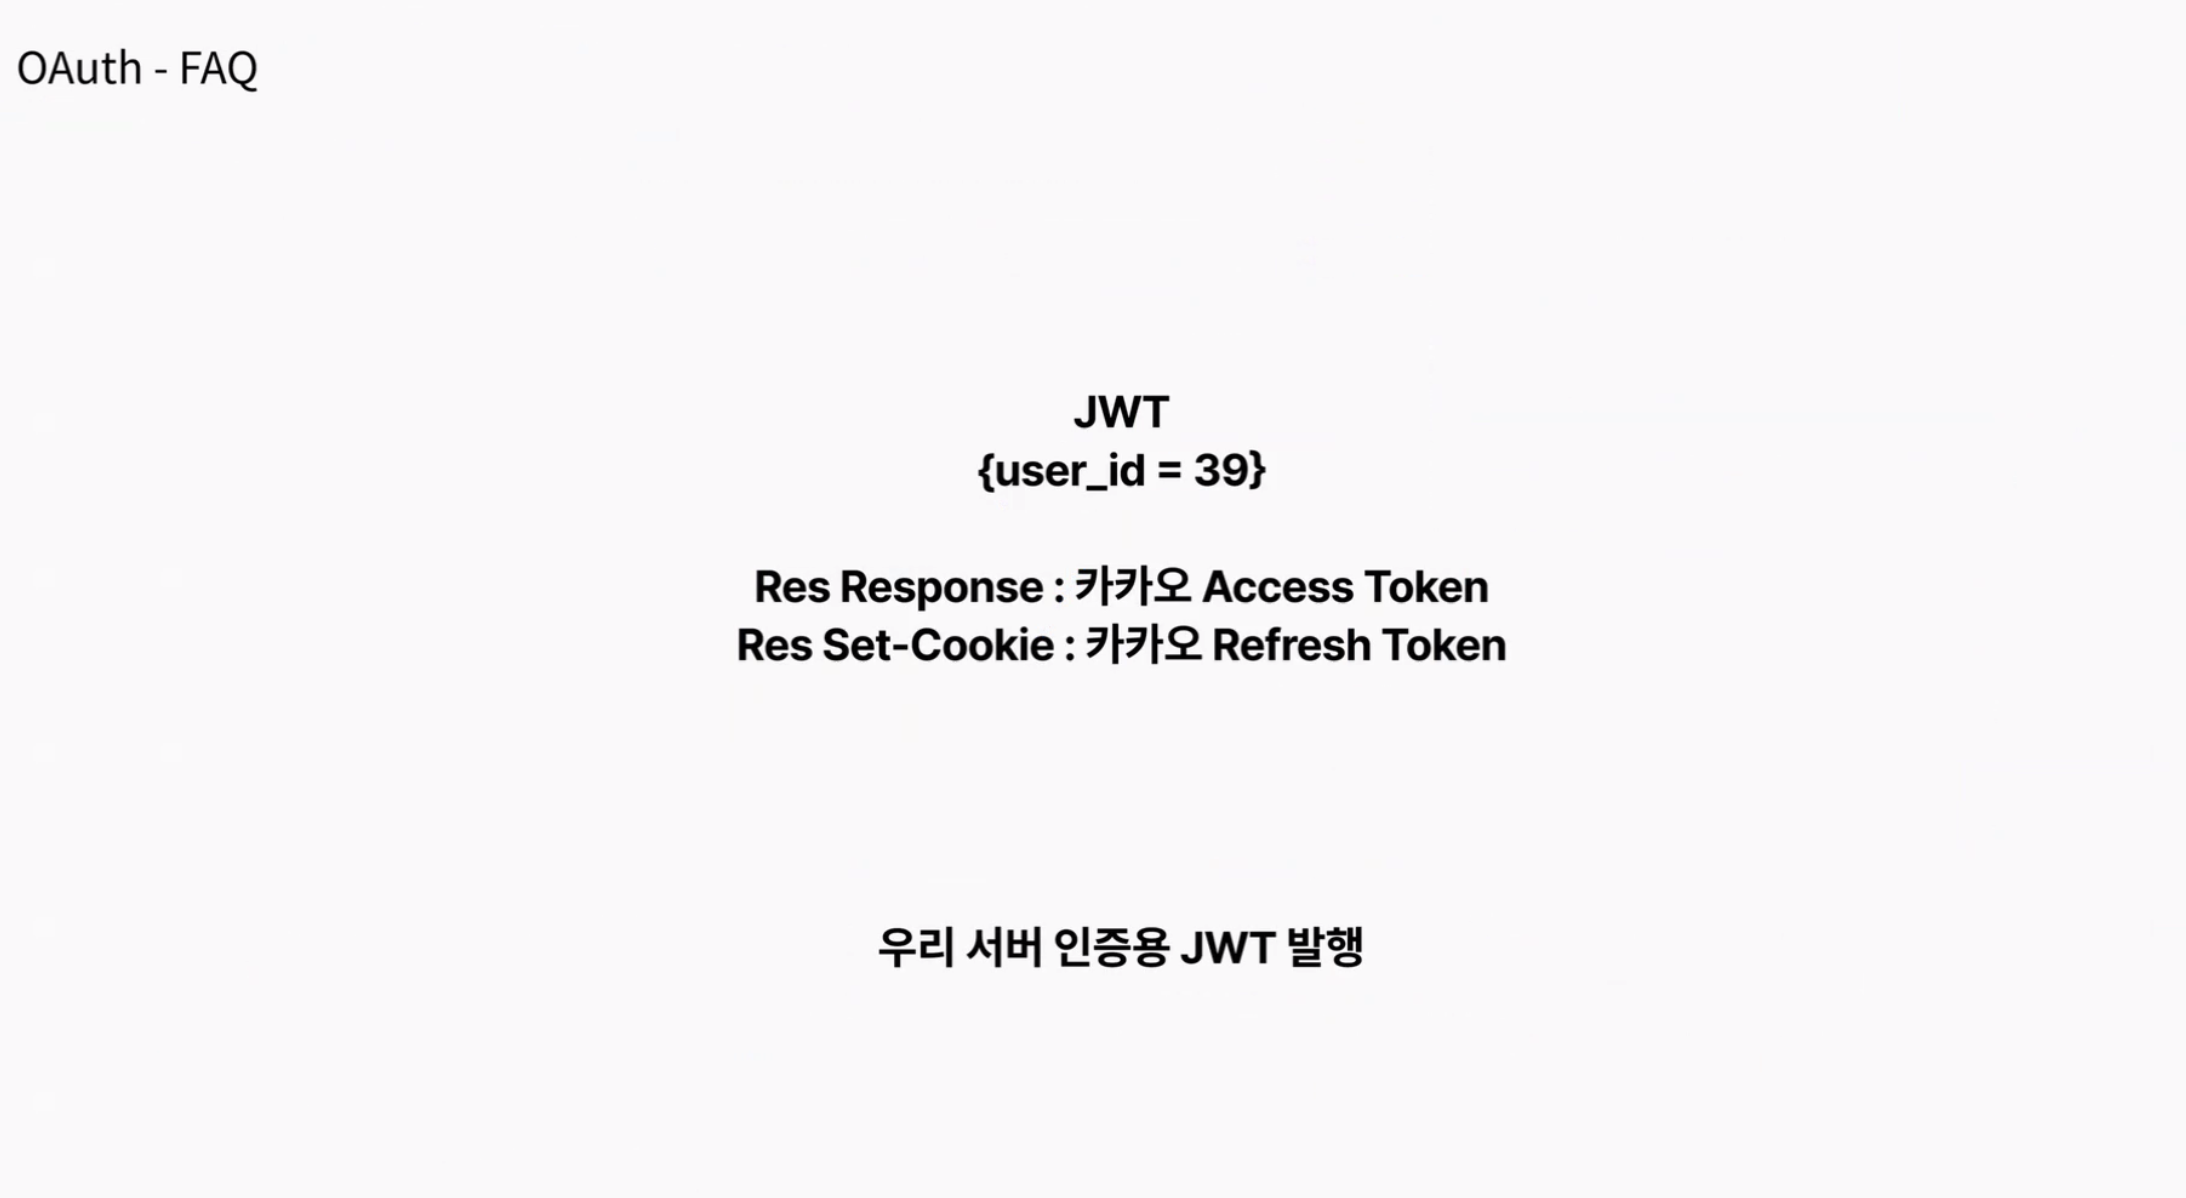 OAuth - FAQ
JWT
{user_id = 39}
Res Response : 카카오 Access Token
Res Set-Cookie : 카카오 Refresh Token
우리 서버 인증용 JWT 발행